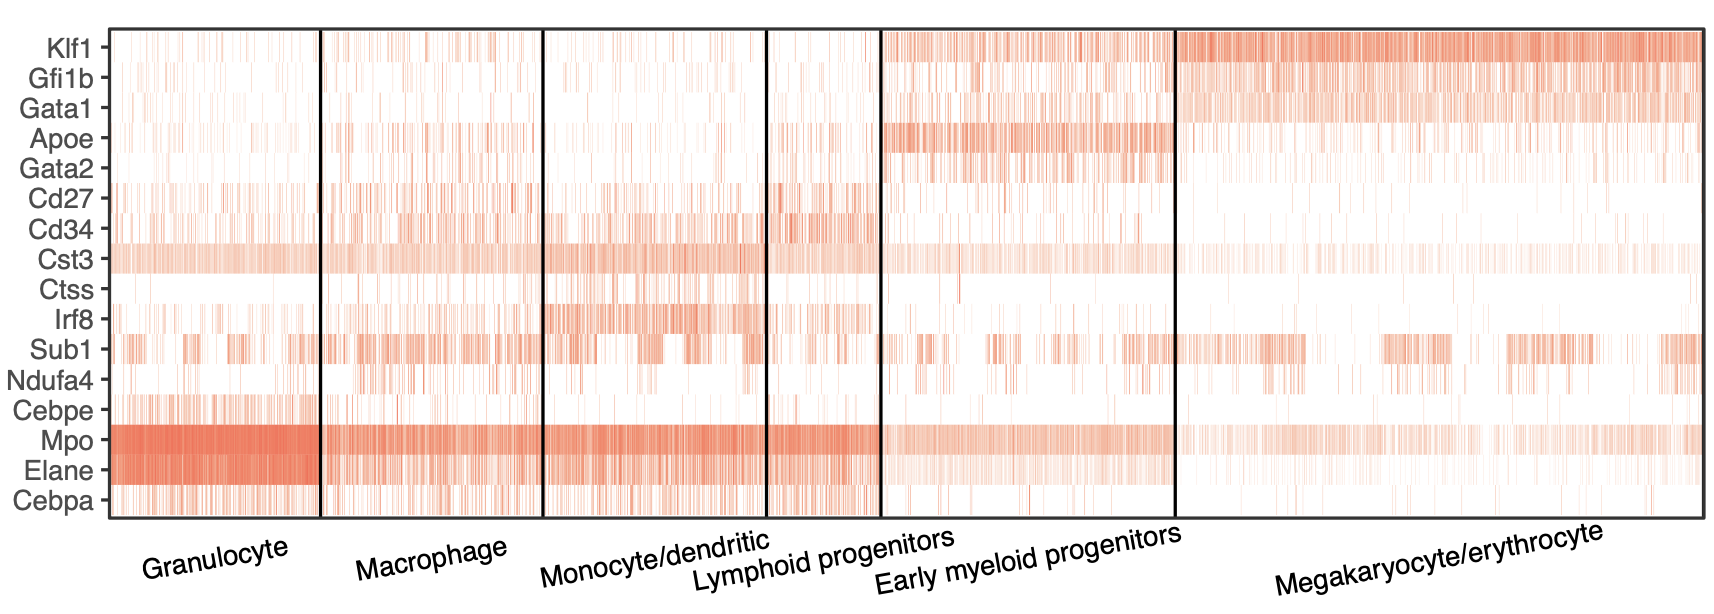 Klf1
Gfi1b
Gata1
Apoe
Gata2
Cd27
Cd34
Cst3
Ctss
Irf8
Sub1
Ndufa4
Cebpe
Mpo
Elane
Cebpa
Granulocyte
Macrophage
Monocyte/dendritic
Lymphoid progenitors
Early myeloid progenitors
Megakaryocyte/erythrocyte